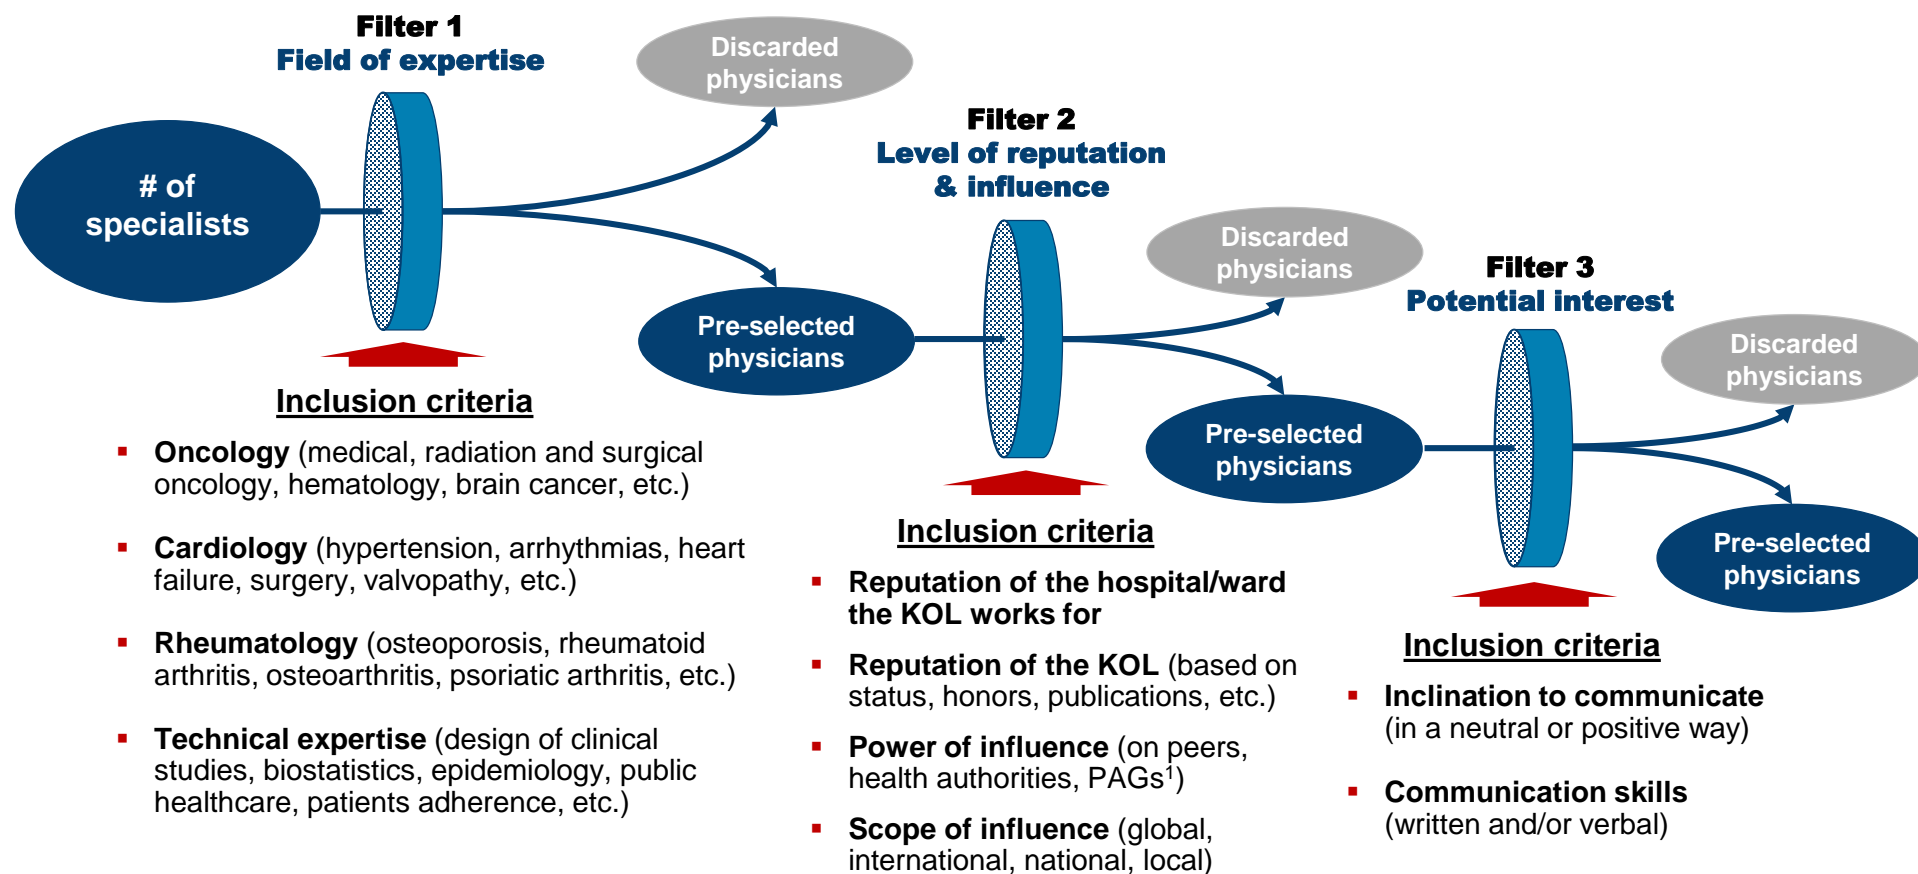 Filter 1
Field of expertise
Discarded
physicians
# of
specialists
Pre-selected
physicians
Inclusion criteria
▪ Oncology (medical, radiation and surgical
oncology, hematology, brain cancer, etc.)
▪ Cardiology (hypertension, arrhythmias, heart
failure, surgery, valvopathy, etc.)
▪ Rheumatology (osteoporosis, rheumatoid
arthritis, osteoarthritis, psoriatic arthritis, etc.)
▪ Technical expertise (design of clinical
studies, biostatistics, epidemiology, public
healthcare, patients adherence, etc.)
Filter 2
Level of reputation
& influence
Discarded
physicians
Pre-selected
physicians
Inclusion criteria
▪ Reputation of the hospital/ward
the KOL works for
▪ Reputation of the KOL (based on
status, honors, publications, etc.)
▪ Power of influence (on peers,
health authorities, PAGs¹)
▪ Scope of influence (global,
international, national, local)
Filter 3
Potential interest
Discarded
physicians
Pre-selected
physicians
Inclusion criteria
▪ Inclination to communicate
(in a neutral or positive way)
▪ Communication skills
(written and/or verbal)